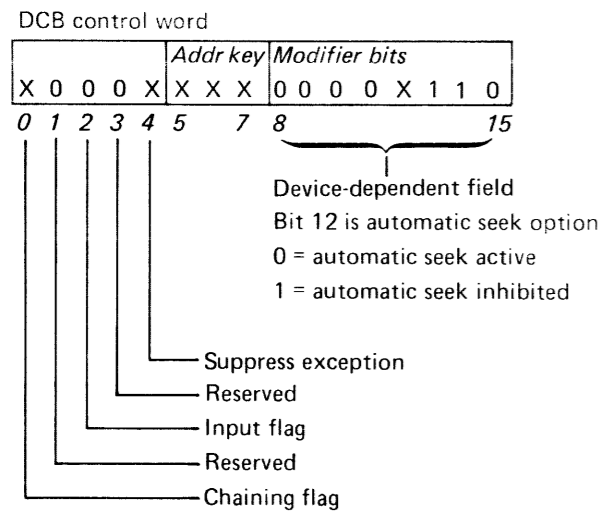 DCB control word
Addr key Modifier bits
X 0 0 0 X X X X 0 0 0 0 X 1 1 0
0 1 2 3 4 5 7 8 15
Device-dependent field
Bit 12 is automatic seek option
0 = automatic seek active
1 = automatic seek inhibited
Suppress exception
Reserved
Input flag
Reserved
Chaining flag